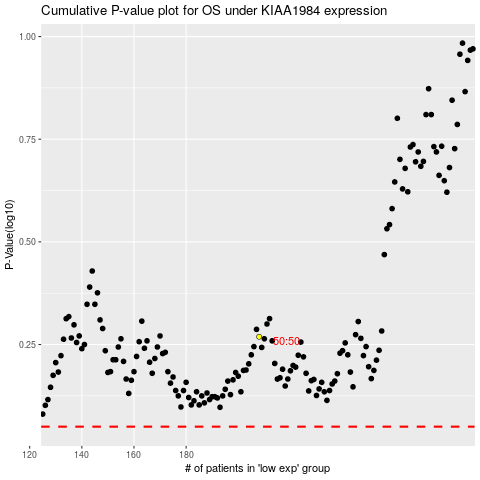 Cumulative P-value plot for OS under KIAA1984 expression
1.00
0.75
0.50
0.25
P-Value(log10)
50:50
120 140 160 180
# of patients in 'low exp' group